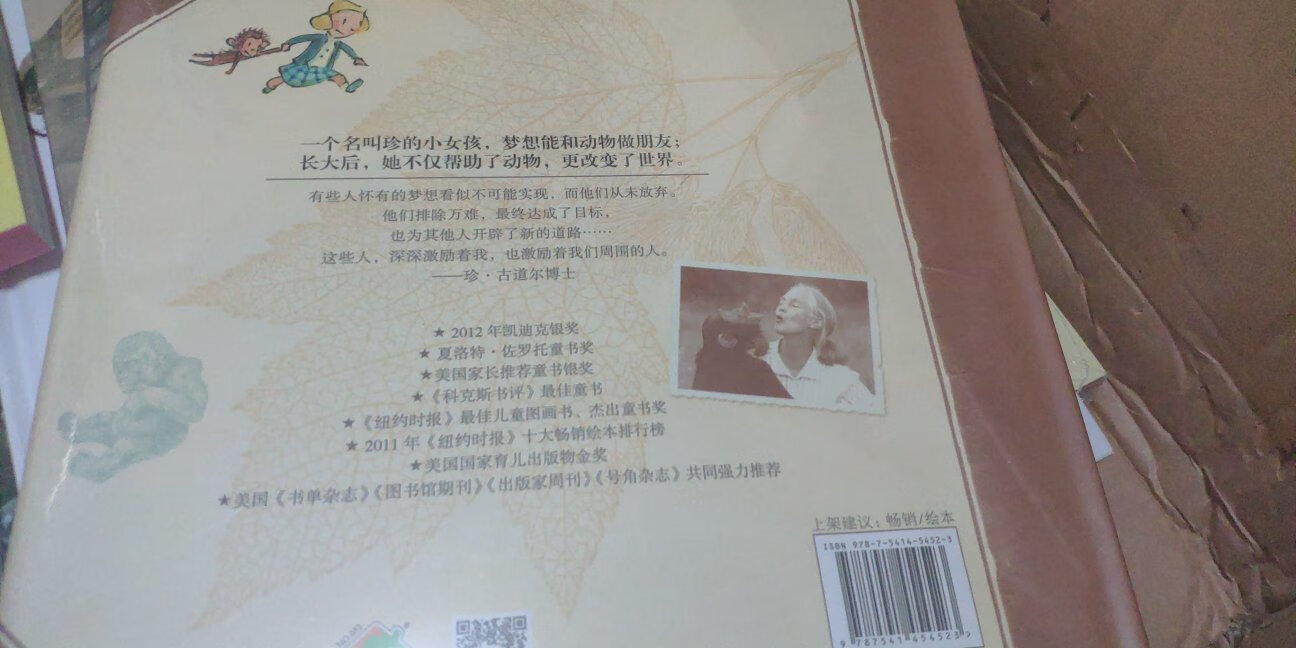 一个名叫珍的小女孩，梦想能和动物做朋友；
长大后，她不仅帮助了动物，更改变了世界。
有些人怀有的梦想看似不可能实现，而他们从未放弃。
他们排除万难，最终达成了目标，
也为其他人开辟了新的道路……
这些人，深深激励着我，也激励着我们周围的人。
——珍·古道尔博士
★ 2012 年凯迪克银奖
★ 夏洛特·佐罗托童书奖
★美国家长推荐童书银奖
★《科克斯书评》最佳童书
★《纽约时报》最佳儿童图画书、杰出童书奖
★ 2011 年《纽约时报》十大畅销绘本排行榜
★美国国家育儿出版物金奖
★美国《书单杂志》《图书馆期刊》《出版家周刊》《号角杂志》共同强力推荐
上架建议：畅销/绘本
ISBN 978-7-5414-5452-3
9 787541 454523 >